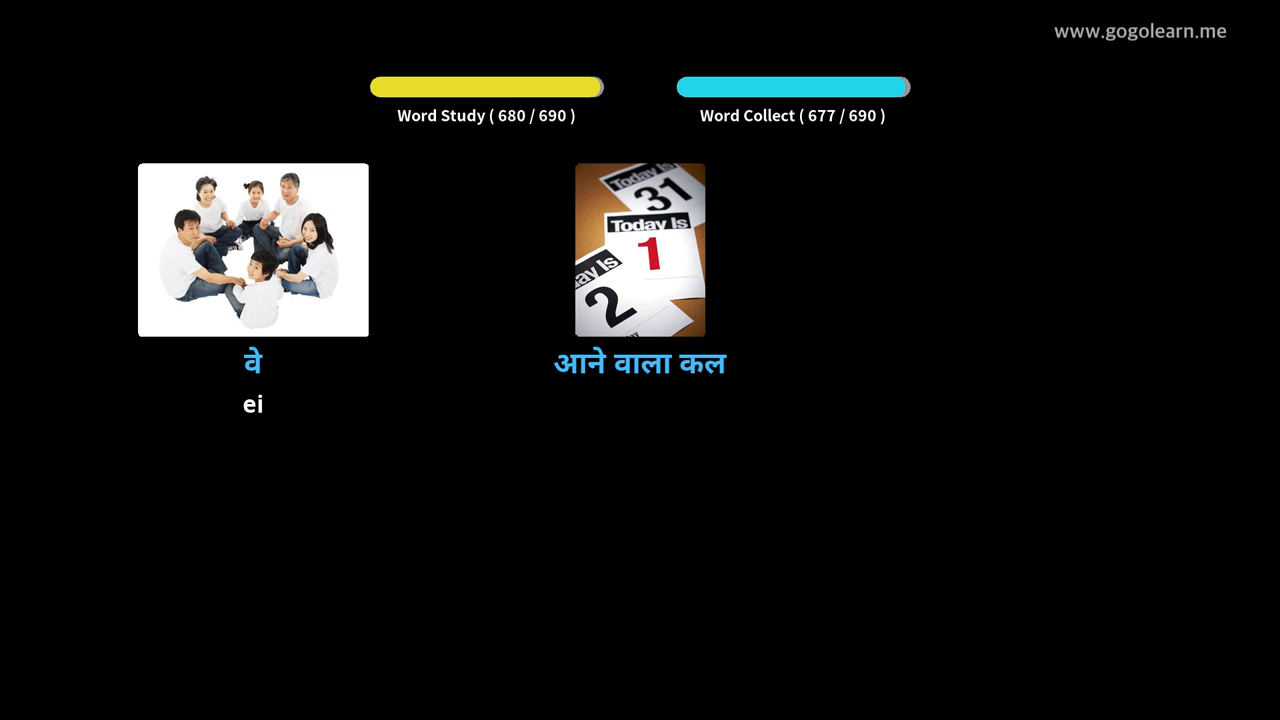 www.gogolearn.me
Word Study ( 680 / 690 )
Word Collect ( 677 / 690 )
Today Is
31
Today Is
1
ay Is
2
वे
आने वाला कल
ei